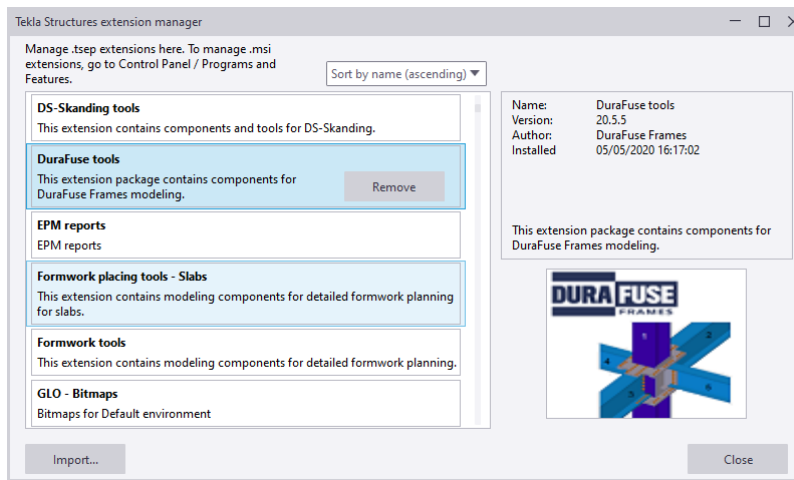 Tekla Structures extension manager
Manage .tsep extensions here. To manage .msi
extensions, go to Control Panel / Programs and
Features.
Sort by name (ascending)
DS-Skanding tools
This extension contains components and tools for DS-Skanding.
DuraFuse tools
This extension package contains components for
DuraFuse Frames modeling.
Remove
EPM reports
EPM reports
Formwork placing tools - Slabs
This extension contains modeling components for detailed formwork planning
for slabs.
Formwork tools
This extension contains modeling components for detailed formwork planning.
GLO - Bitmaps
Bitmaps for Default environment
Import...
Name: DuraFuse tools
Version: 20.5.5
Author: DuraFuse Frames
Installed 05/05/2020 16:17:02
This extension package contains components for
DuraFuse Frames modeling.
DURA FUSE
FRAMES
1
2
4
3
6
Close